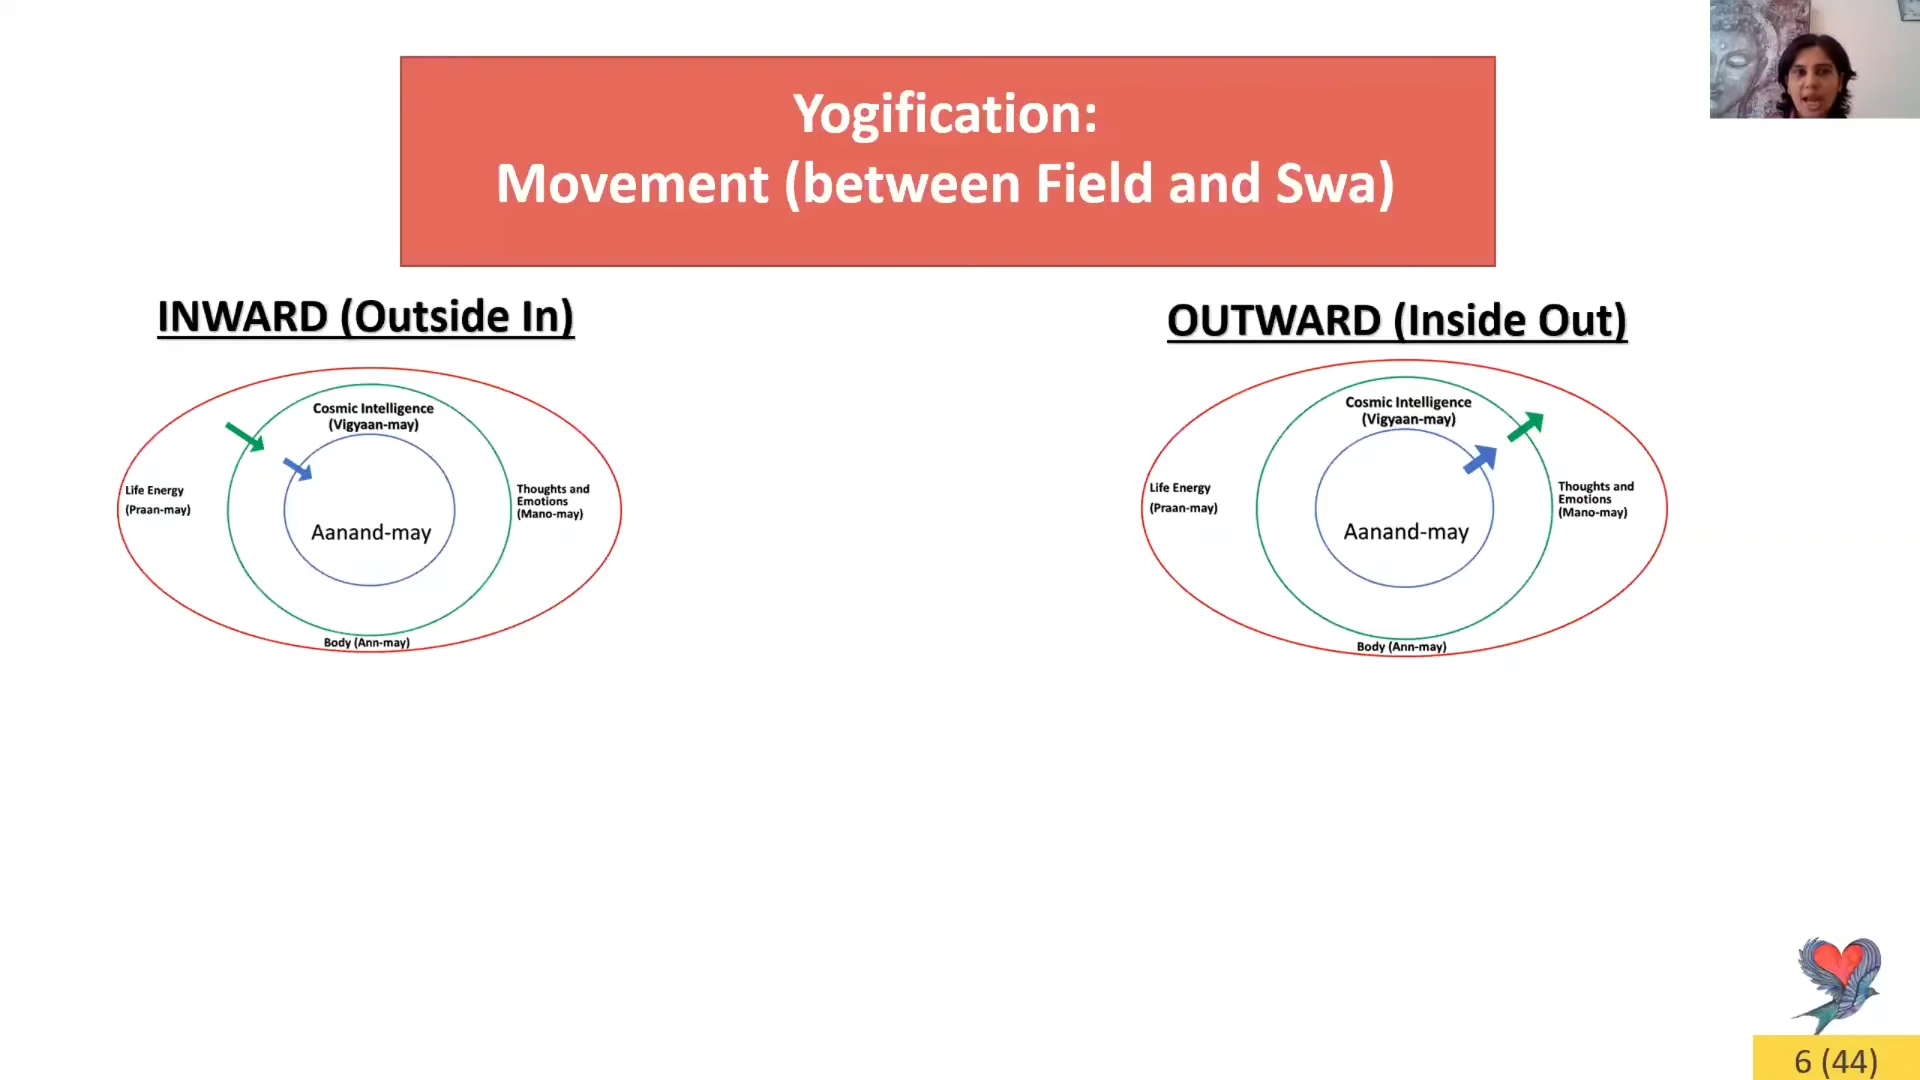 Yogification:
Movement (between Field and Swa)
INWARD (Outside In)
Cosmic Intelligence
(Vigyaan-may)
Life Energy
(Praan-may)
Thoughts and
Emotions
(Mano-may)
Aanand-may
Body (Ann-may)
OUTWARD (Inside Out)
Cosmic Intelligence
(Vigyaan-may)
Life Energy
(Praan-may)
Thoughts and
Emotions
(Mano-may)
Aanand-may
Body (Ann-may)
6 (44)